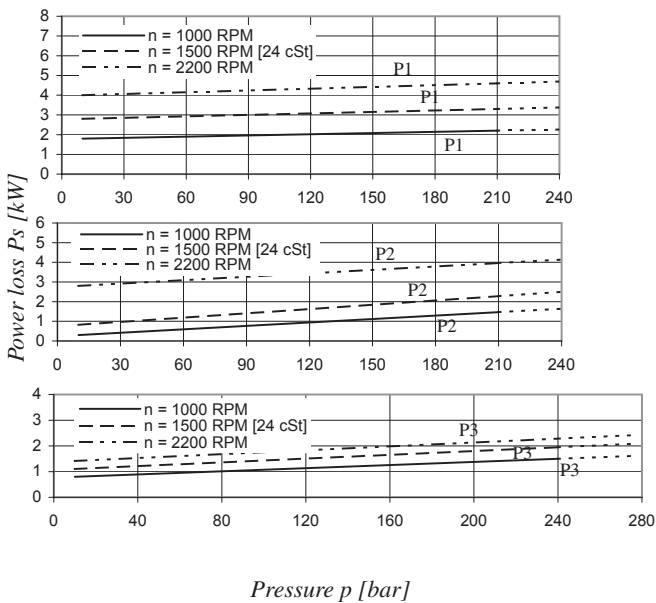 8
7
6
5
4
3
2
1
0
n = 1000 RPM
n = 1500 RPM [24 cSt]
n = 2200 RPM
P1
P1
P1
0 30 60 90 120 150 180 210 240
Power loss Ps [kW]
6
5
4
3
2
1
0
n = 1000 RPM
n = 1500 RPM [24 cSt]
n = 2200 RPM
P2
P2
P2
0 30 60 90 120 150 180 210 240
4
3
2
1
0
n = 1000 RPM
n = 1500 RPM [24 cSt]
n = 2200 RPM
P3
P3
P3
0 40 80 120 160 200 240 280
Pressure p [bar]